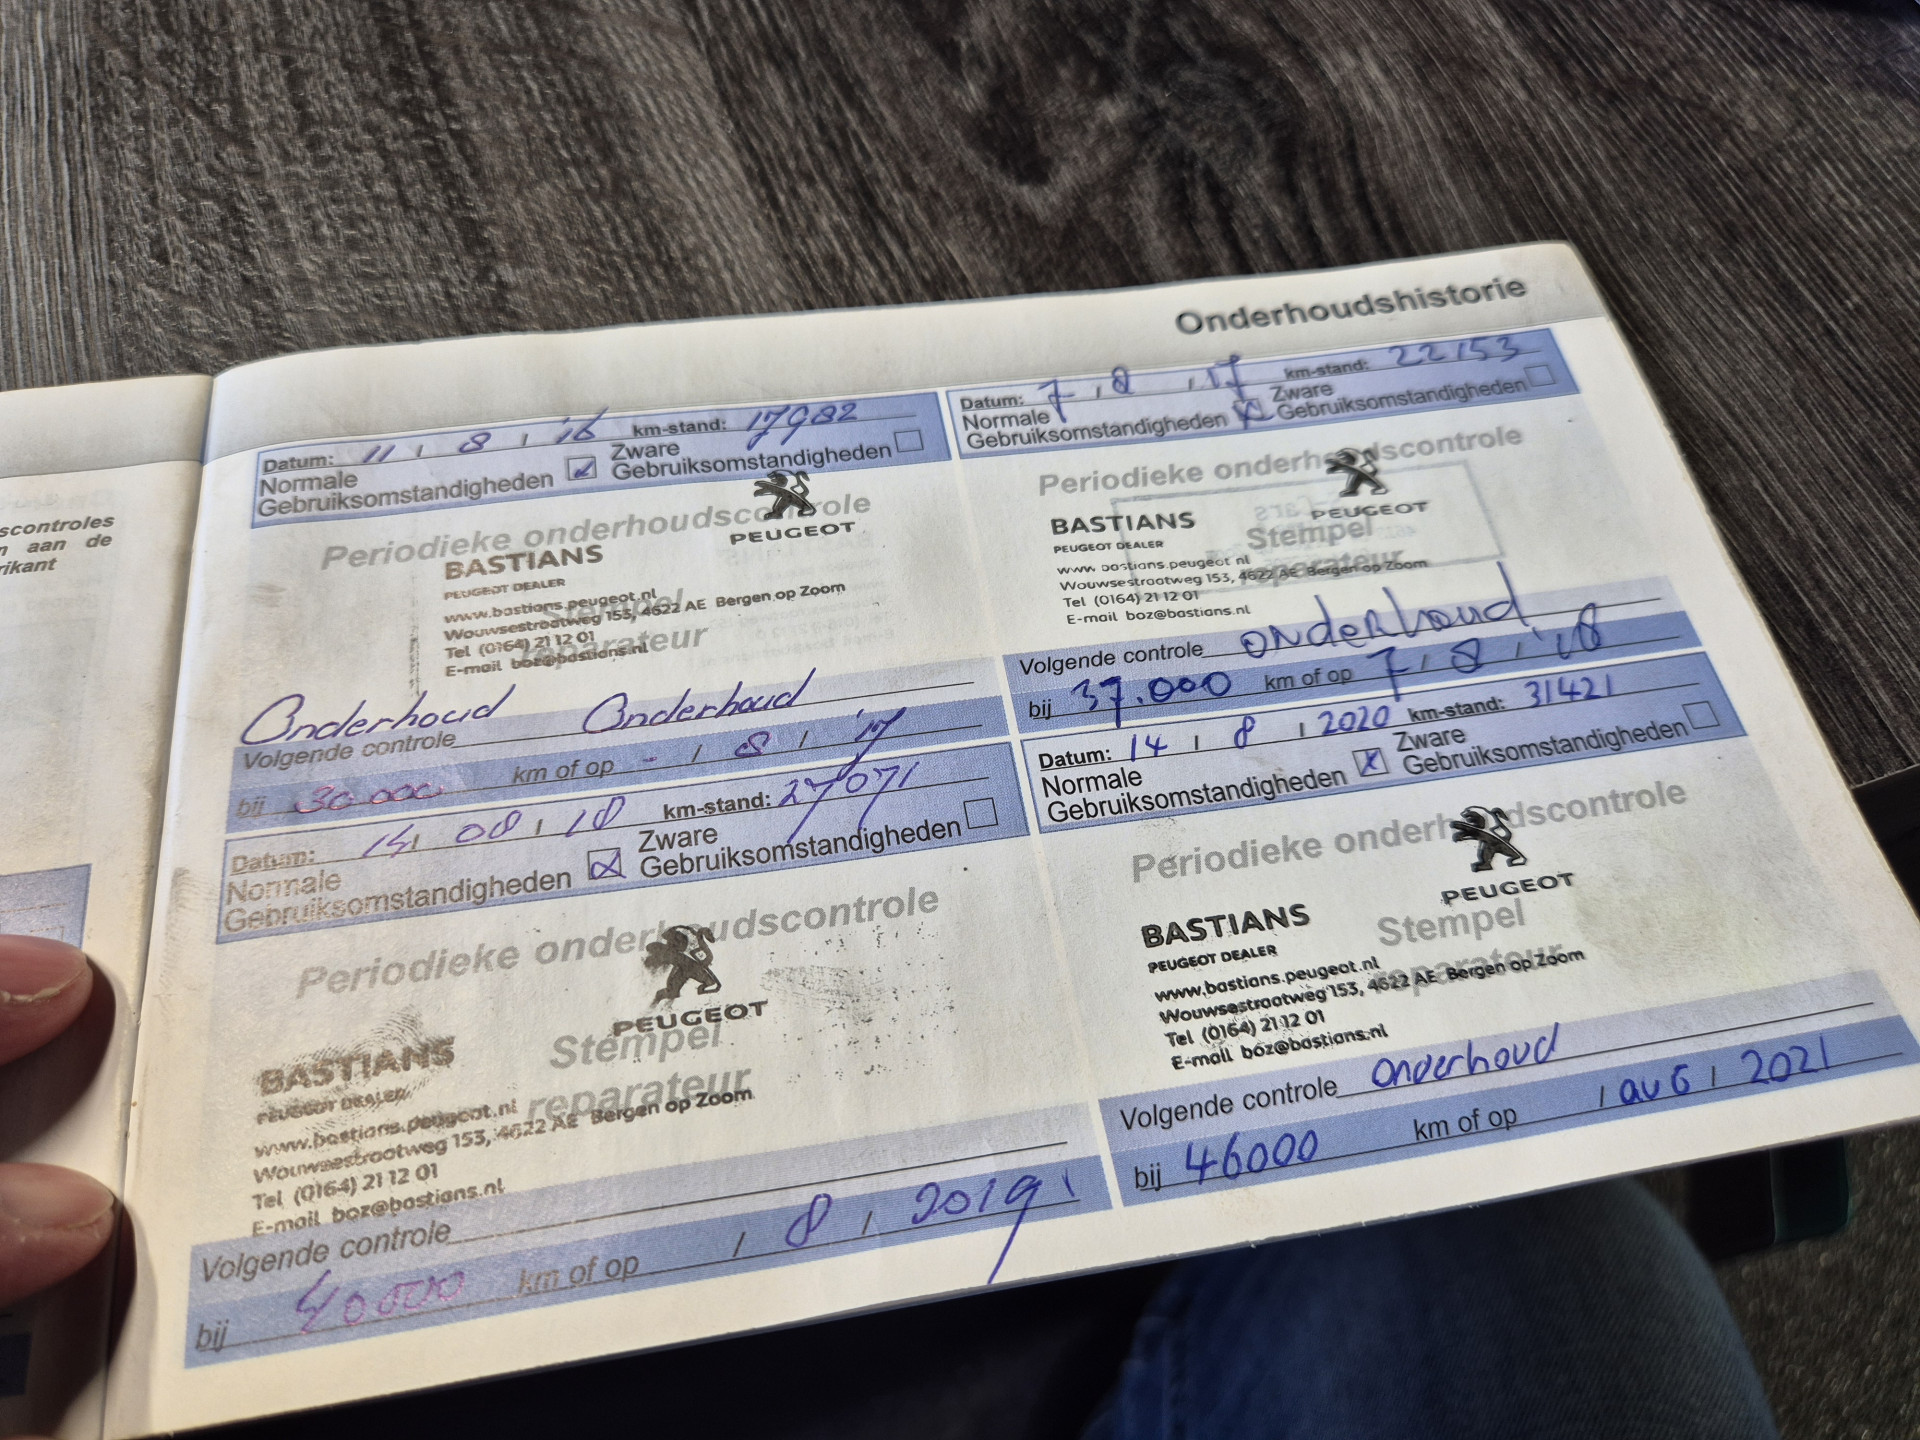 Onderhoudshistorie
scontroles
n aan de
rikant
Datum: 11 / 8 / '16 km-stand: 17982
Normale Gebruiksomstandigheden Zware Gebruiksomstandigheden
Periodieke onderhoudscontrole
PEUGEOT
BASTIANS
PEUGEOT DEALER
Stempel
www.bastians.peugeot.nl
Wouwsestraatweg 153, 4622 AE Bergen op Zoom
reparateur
Tel (0164) 21 12 01
E-mail boz@bastians.nl
Onderhoud Onderhoud
Volgende controle
bij 30000 km of op - / 8 / '17
Datum: 7 / 8 / 17 km-stand: 22153
Normale Gebruiksomstandigheden Zware Gebruiksomstandigheden
Periodieke onderhoudscontrole
PEUGEOT
BASTIANS
Stempel
PEUGEOT DEALER
www.bastians.peugeot.nl
reparateur
Wouwsestraatweg 153, 4622 AE Bergen op Zoom
Tel (0164) 21 12 01
E-mail boz@bastians.nl
Volgende controle onderhoud
bij 37.000 km of op 7 / 8 / '18
Datum: 14 / 08 / 18 km-stand: 27071
Normale Gebruiksomstandigheden Zware Gebruiksomstandigheden
Periodieke onderhoudscontrole
PEUGEOT
Stempel
BASTIANS
PEUGEOT DEALER
reparateur
www.bastians.peugeot.nl
Wouwsestraatweg 153, 4622 AE Bergen op Zoom
Tel (0164) 21 12 01
E-mail boz@bastians.nl
Volgende controle
bij 40000 km of op / 8 / 2019
Datum: 14 / 8 / 2020 km-stand: 31421
Normale Gebruiksomstandigheden Zware Gebruiksomstandigheden
Periodieke onderhoudscontrole
PEUGEOT
BASTIANS
Stempel
PEUGEOT DEALER
www.bastians.peugeot.nl
reparateur
Wouwsestraatweg 153, 4622 AE Bergen op Zoom
Tel (0164) 21 12 01
E-mail boz@bastians.nl
Volgende controle onderhoud
bij 46000 km of op / aug / 2021